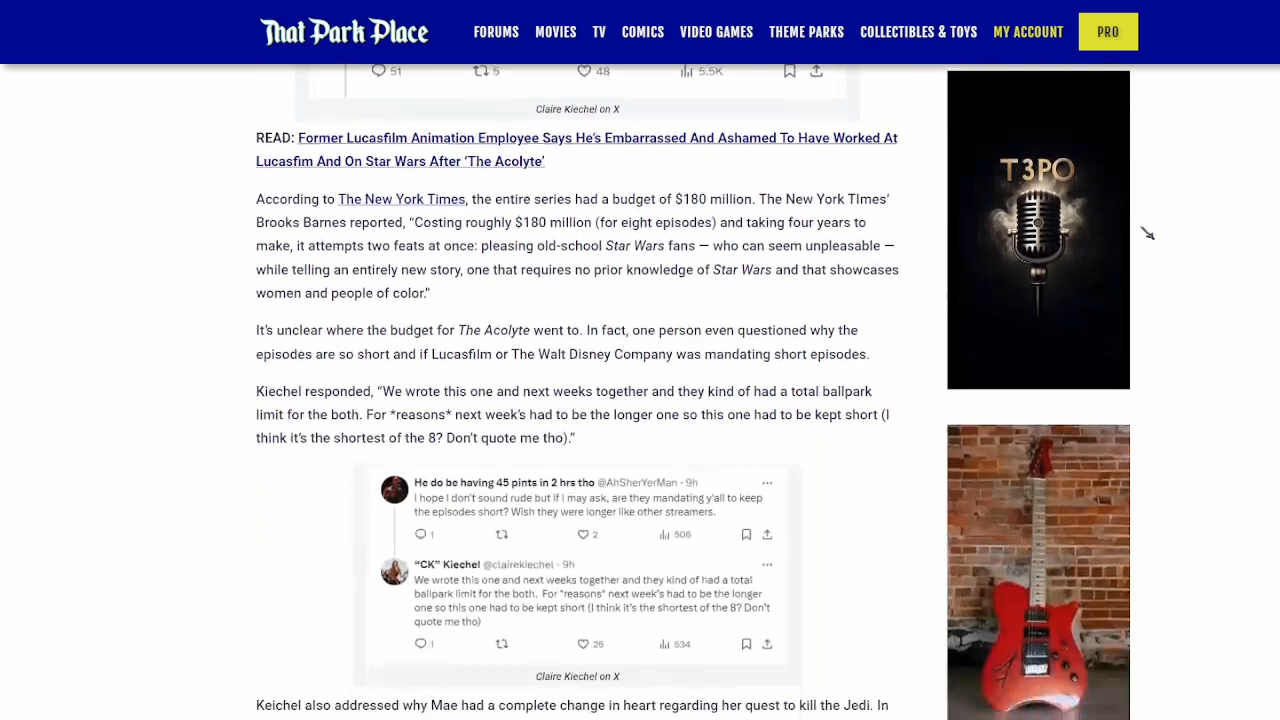 That Park Place
FORUMS MOVIES TV COMICS VIDEO GAMES THEME PARKS COLLECTIBLES & TOYS MY ACCOUNT PRO
51 5 48 5.5K
Claire Kiechel on X
READ: Former Lucasfilm Animation Employee Says He's Embarrassed And Ashamed To Have Worked At
Lucasfim And On Star Wars After 'The Acolyte'
According to The New York Times, the entire series had a budget of $180 million. The New York TImes'
Brooks Barnes reported, “Costing roughly $180 million (for eight episodes) and taking four years to
make, it attempts two feats at once: pleasing old-school Star Wars fans — who can seem unpleasable —
while telling an entirely new story, one that requires no prior knowledge of Star Wars and that showcases
women and people of color.”
It's unclear where the budget for The Acolyte went to. In fact, one person even questioned why the
episodes are so short and if Lucasfilm or The Walt Disney Company was mandating short episodes.
Kiechel responded, “We wrote this one and next weeks together and they kind of had a total ballpark
limit for the both. For *reasons* next week's had to be the longer one so this one had to be kept short (I
think it's the shortest of the 8? Don't quote me tho).”
He do be having 45 pints in 2 hrs tho @AhSherYerMan · 9h
I hope I don't sound rude but if I may ask, are they mandating y'all to keep
the episodes short? Wish they were longer like other streamers.
1 2 506
“CK” Kiechel @clairekiechel · 9h
We wrote this one and next weeks together and they kind of had a total
ballpark limit for the both. For *reasons* next week's had to be the longer
one so this one had to be kept short (I think it's the shortest of the 8? Don't
quote me tho)
1 26 534
Claire Kiechel on X
Keichel also addressed why Mae had a complete change in heart regarding her quest to kill the Jedi. In
T3PO